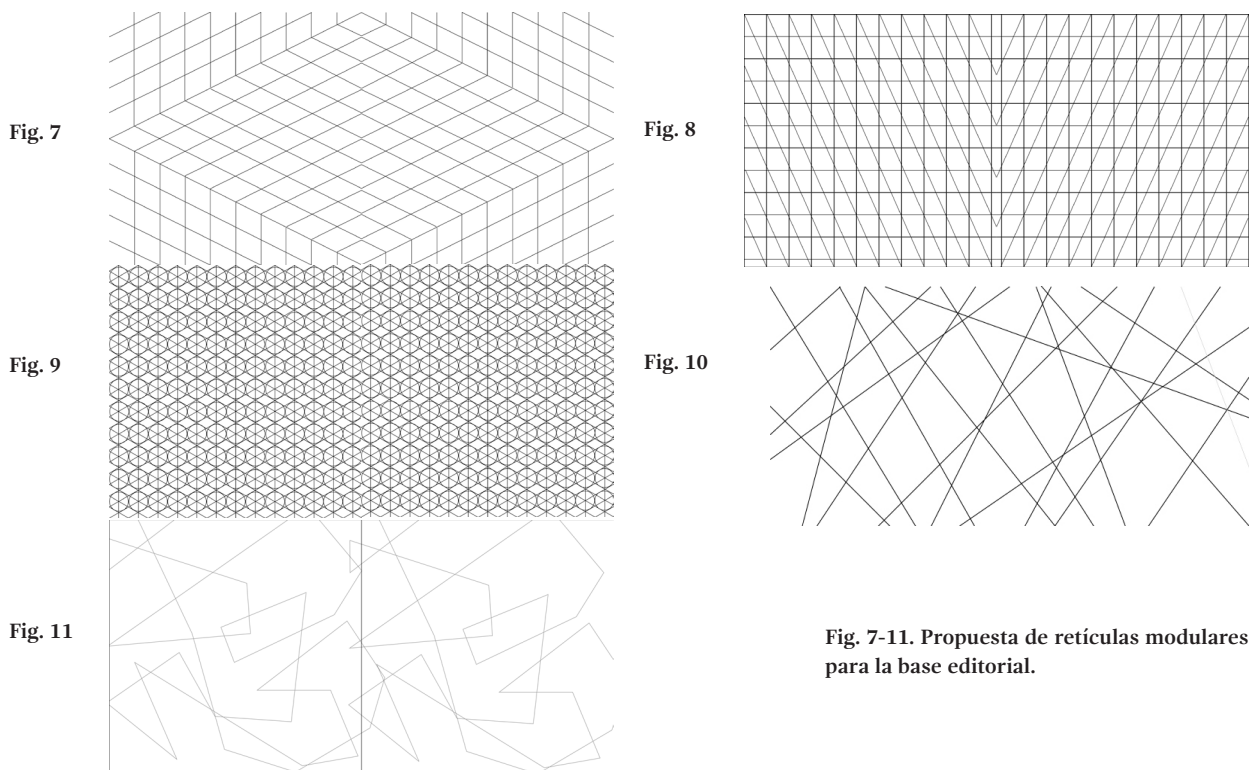 Fig. 7
Fig. 8
Fig. 9
Fig. 10
Fig. 11
Fig. 7-11. Propuesta de retículas modulares
para la base editorial.